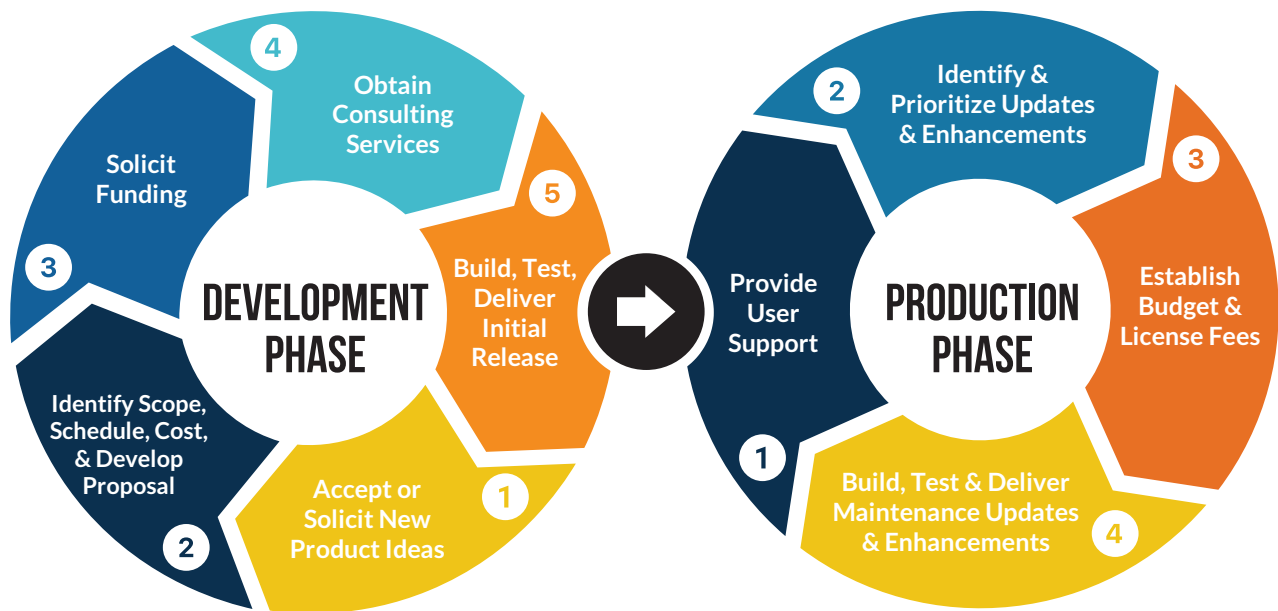 DEVELOPMENT
PHASE
1
Accept or
Solicit New
Product Ideas
2
Identify Scope,
Schedule, Cost,
& Develop
Proposal
3
Solicit
Funding
4
Obtain
Consulting
Services
5
Build, Test,
Deliver
Initial
Release
PRODUCTION
PHASE
1
Provide
User
Support
2
Identify &
Prioritize Updates
& Enhancements
3
Establish
Budget &
License Fees
4
Build, Test & Deliver
Maintenance Updates
& Enhancements